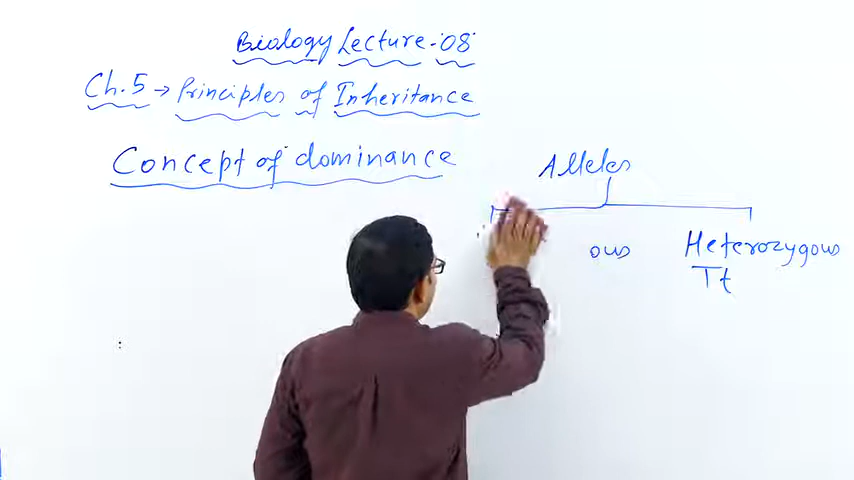 Biology Lecture-08
Ch.5 → Principles of Inheritance
Concept of dominance
Alleles
ous
Heterozygous
Tt